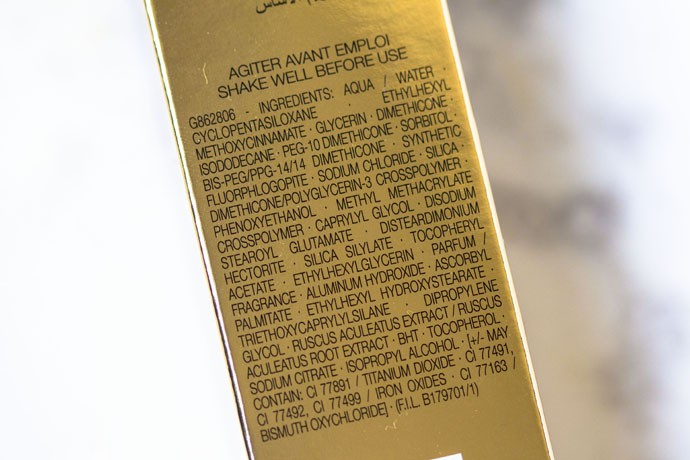 AGITER AVANT EMPLOI
SHAKE WELL BEFORE USE
G862806 - INGREDIENTS: AQUA / WATER ·
CYCLOPENTASILOXANE · ETHYLHEXYL
METHOXYCINNAMATE · GLYCERIN · DIMETHICONE ·
ISODODECANE · PEG-10 DIMETHICONE · SORBITOL ·
BIS-PEG/PPG-14/14 DIMETHICONE · SYNTHETIC
FLUORPHLOGOPITE · SODIUM CHLORIDE · SILICA ·
DIMETHICONE/POLYGLYCERIN-3 CROSSPOLYMER ·
PHENOXYETHANOL · METHYL METHACRYLATE
CROSSPOLYMER · CAPRYLYL GLYCOL · DISODIUM
STEAROYL GLUTAMATE · DISTEARDIMONIUM
HECTORITE · SILICA SILYLATE · TOCOPHERYL
ACETATE · ETHYLHEXYLGLYCERIN · PARFUM /
FRAGRANCE · ALUMINUM HYDROXIDE · ASCORBYL
PALMITATE · ETHYLHEXYL HYDROXYSTEARATE ·
TRIETHOXYCAPRYLYLSILANE · DIPROPYLENE
GLYCOL · RUSCUS ACULEATUS EXTRACT / RUSCUS
ACULEATUS ROOT EXTRACT · BHT · TOCOPHEROL ·
SODIUM CITRATE · ISOPROPYL ALCOHOL · [+/- MAY
CONTAIN: CI 77891 / TITANIUM DIOXIDE · CI 77491,
CI 77492, CI 77499 / IRON OXIDES · CI 77163 /
BISMUTH OXYCHLORIDE] · (F.I.L. B179701/1)